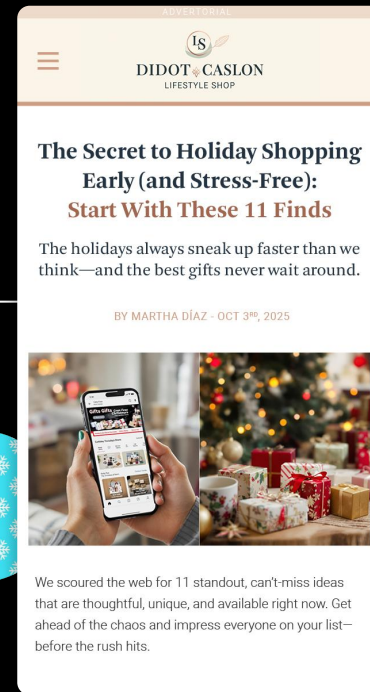 ADVERTORIAL
LS
DIDOT CASLON
LIFESTYLE SHOP
The Secret to Holiday Shopping
Early (and Stress-Free):
Start With These 11 Finds
The holidays always sneak up faster than we
think—and the best gifts never wait around.
BY MARTHA DÍAZ - OCT 3ᴿᴰ, 2025
Gifts Gifts
We scoured the web for 11 standout, can't-miss ideas
that are thoughtful, unique, and available right now. Get
ahead of the chaos and impress everyone on your list—
before the rush hits.